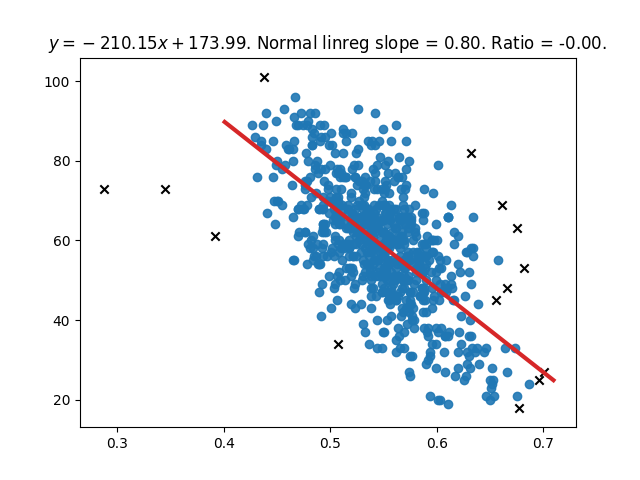 y = − 210.15x + 173.99. Normal linreg slope = 0.80. Ratio = -0.00.
100
80
60
40
20
0.3 0.4 0.5 0.6 0.7